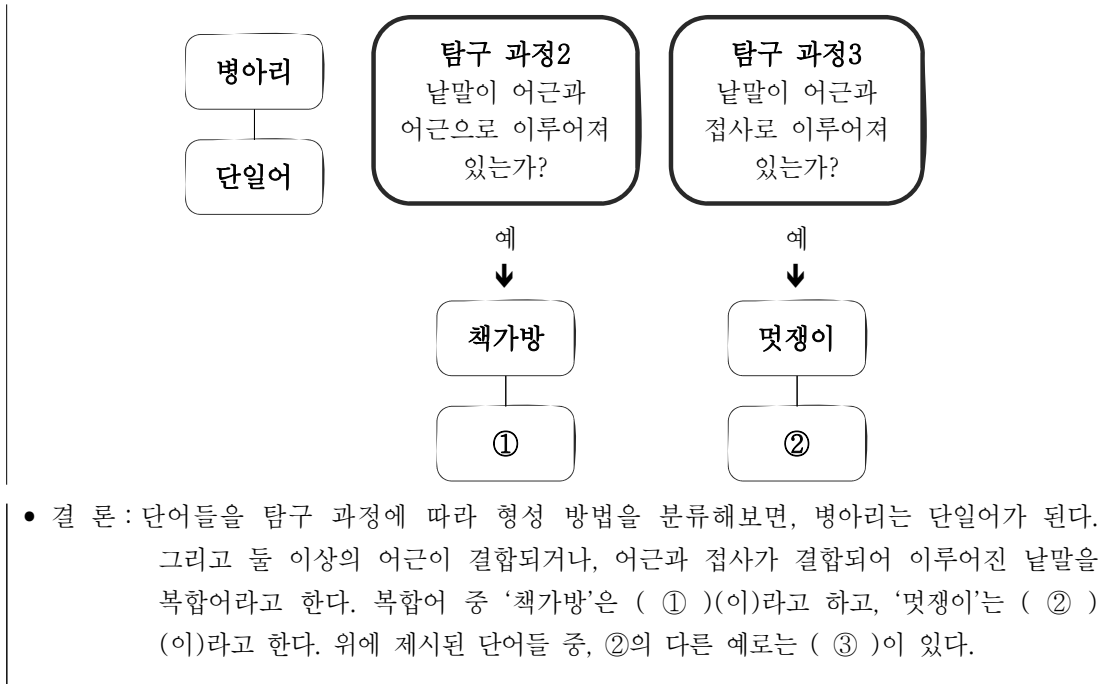 병아리
단일어
탐구 과정2
낱말이 어근과
어근으로 이루어져
있는가?
예
책가방
①
탐구 과정3
낱말이 어근과
접사로 이루어져
있는가?
예
멋쟁이
②
• 결 론 : 단어들을 탐구 과정에 따라 형성 방법을 분류해보면, 병아리는 단일어가 된다.
그리고 둘 이상의 어근이 결합되거나, 어근과 접사가 결합되어 이루어진 낱말을
복합어라고 한다. 복합어 중 ‘책가방’은 ( ① )(이)라고 하고, ‘멋쟁이’는 ( ② )
(이)라고 한다. 위에 제시된 단어들 중, ②의 다른 예로는 ( ③ )이 있다.